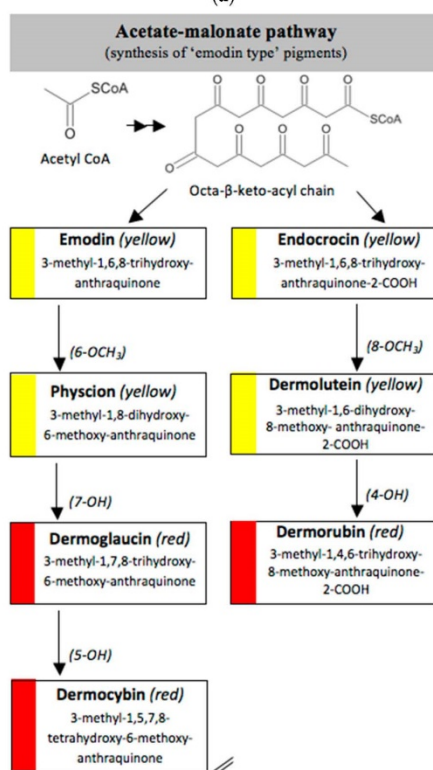 (a)
Acetate-malonate pathway
(synthesis of 'emodin type' pigments)
O O O O
SCoA
SCoA
O
O O O O
Acetyl CoA
Octa-β-keto-acyl chain
Emodin (yellow)
3-methyl-1,6,8-trihydroxy-
anthraquinone
Endocrocin (yellow)
3-methyl-1,6,8-trihydroxy-
anthraquinone-2-COOH
(6-OCH₃)
(8-OCH₃)
Physcion (yellow)
3-methyl-1,8-dihydroxy-
6-methoxy-anthraquinone
Dermolutein (yellow)
3-methyl-1,6-dihydroxy-
8-methoxy- anthraquinone-
2-COOH
(7-OH)
(4-OH)
Dermoglaucin (red)
3-methyl-1,7,8-trihydroxy-
6-methoxy-anthraquinone
Dermorubin (red)
3-methyl-1,4,6-trihydroxy-
8-methoxy-anthraquinone-
2-COOH
(5-OH)
Dermocybin (red)
3-methyl-1,5,7,8-
tetrahydroxy-6-methoxy-
anthraquinone